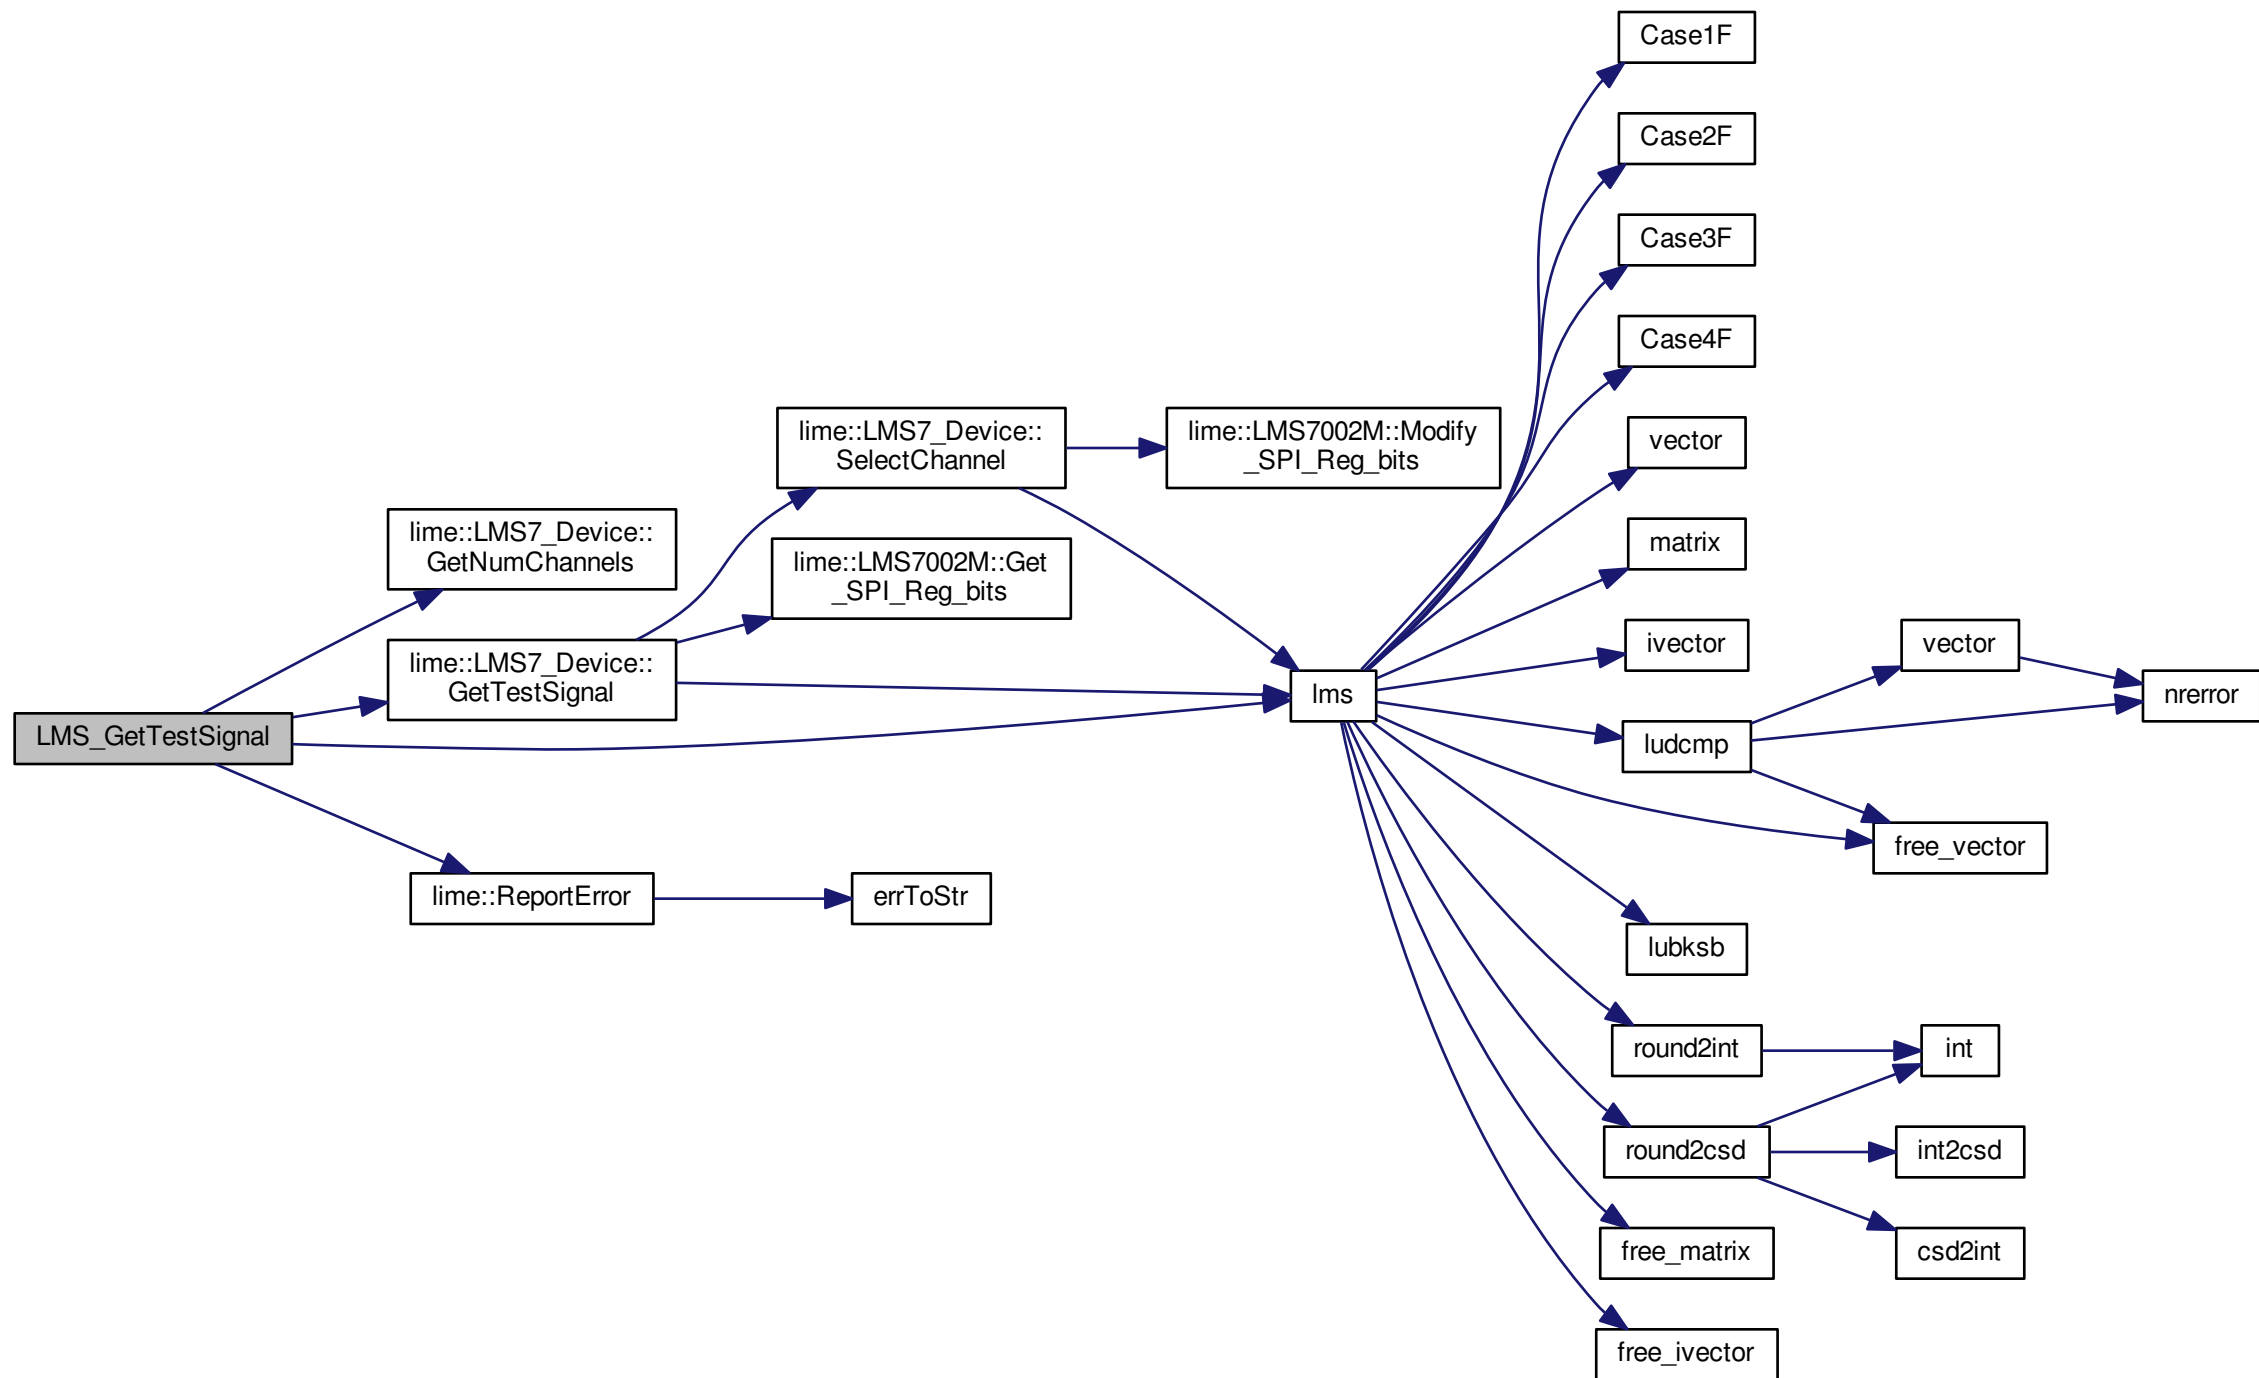 Case1F
Case2F
Case3F
Case4F
lime::LMS7_Device::
SelectChannel
lime::LMS7002M::Modify
_SPI_Reg_bits
vector
lime::LMS7_Device::
GetNumChannels
lime::LMS7002M::Get
_SPI_Reg_bits
matrix
lime::LMS7_Device::
GetTestSignal
ivector
vector
lms
nrerror
LMS_GetTestSignal
ludcmp
free_vector
lime::ReportError
errToStr
lubksb
round2int
int
round2csd
int2csd
free_matrix
csd2int
free_ivector